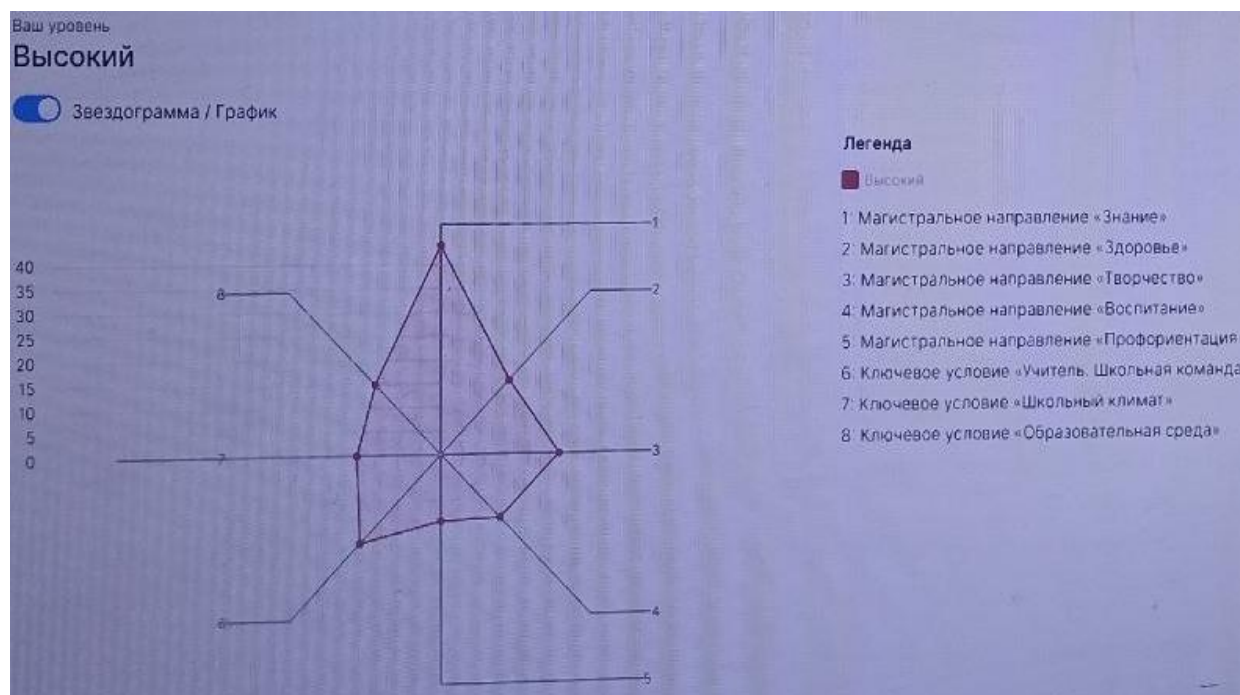 Ваш уровень
Высокий
Звездограмма / График
Легенда
Высокий
1: Магистральное направление «Знание»
2: Магистральное направление «Здоровье»
3: Магистральное направление «Творчество»
4: Магистральное направление «Воспитание»
5: Магистральное направление «Профориентация
6: Ключевое условие «Учитель. Школьная команда
7: Ключевое условие «Школьный климат»
8: Ключевое условие «Образовательная среда»
40
35
30
25
20
15
10
5
0
1
2
3
4
5
6
7
8